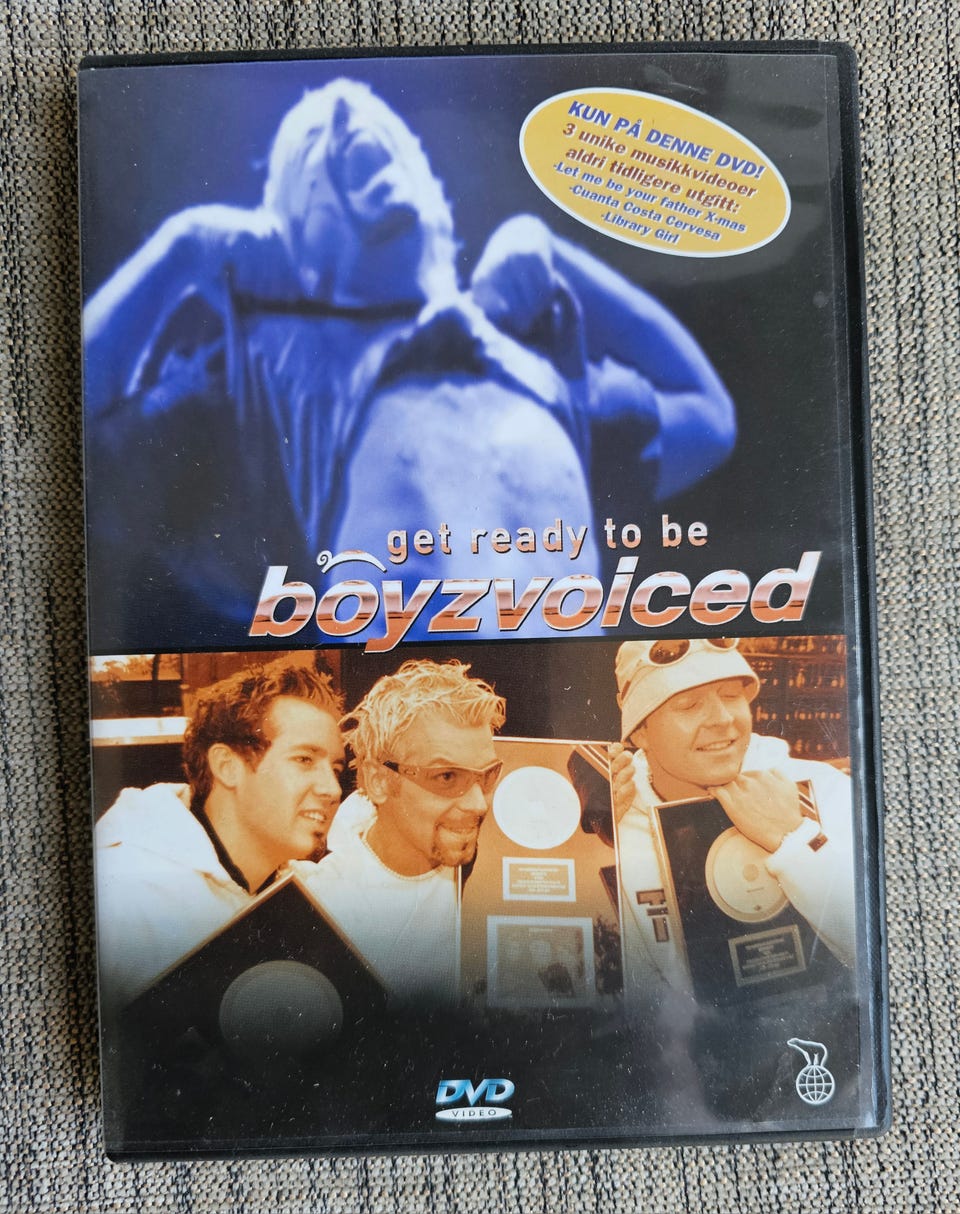 KUN PÅ DENNE DVD!
3 unike musikkvideoer
aldri tidligere utgitt:
-Let me be your father X-mas
-Cuanta Costa Cervesa
-Library Girl
get ready to be
boyzvoiced
DVD
VIDEO